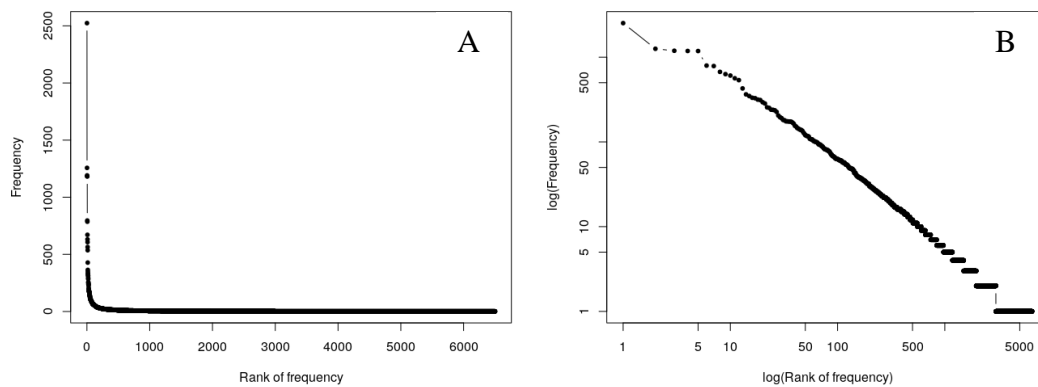 A
2500
2000
1500
1000
500
0
Frequency
0 1000 2000 3000 4000 5000 6000
Rank of frequency
B
500
50
10
5
1
log(Frequency)
1 5 10 50 100 500 5000
log(Rank of frequency)